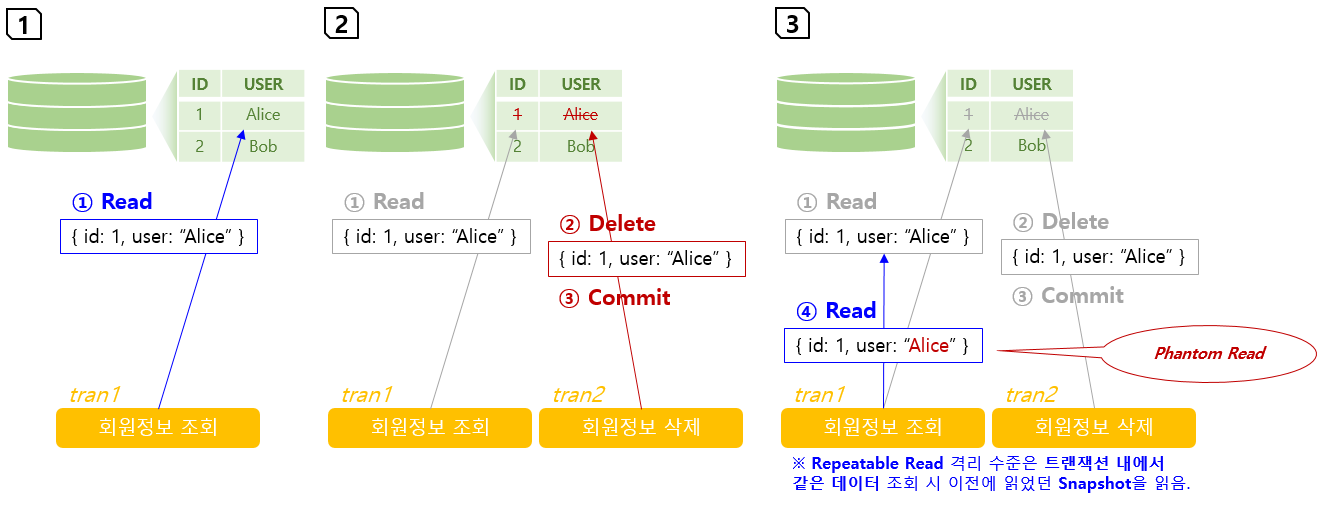 1
ID USER
1 Alice
2 Bob
① Read
{ id: 1, user: “Alice” }
tran1
회원정보 조회
2
ID USER
1 Alice
2 Bob
① Read
{ id: 1, user: “Alice” }
② Delete
{ id: 1, user: “Alice” }
③ Commit
tran1
회원정보 조회
tran2
회원정보 삭제
3
ID USER
1 Alice
2 Bob
① Read
{ id: 1, user: “Alice” }
② Delete
{ id: 1, user: “Alice” }
③ Commit
④ Read
{ id: 1, user: “Alice” }
Phantom Read
tran1
회원정보 조회
tran2
회원정보 삭제
※ Repeatable Read 격리 수준은 트랜잭션 내에서
같은 데이터 조회 시 이전에 읽었던 Snapshot을 읽음.